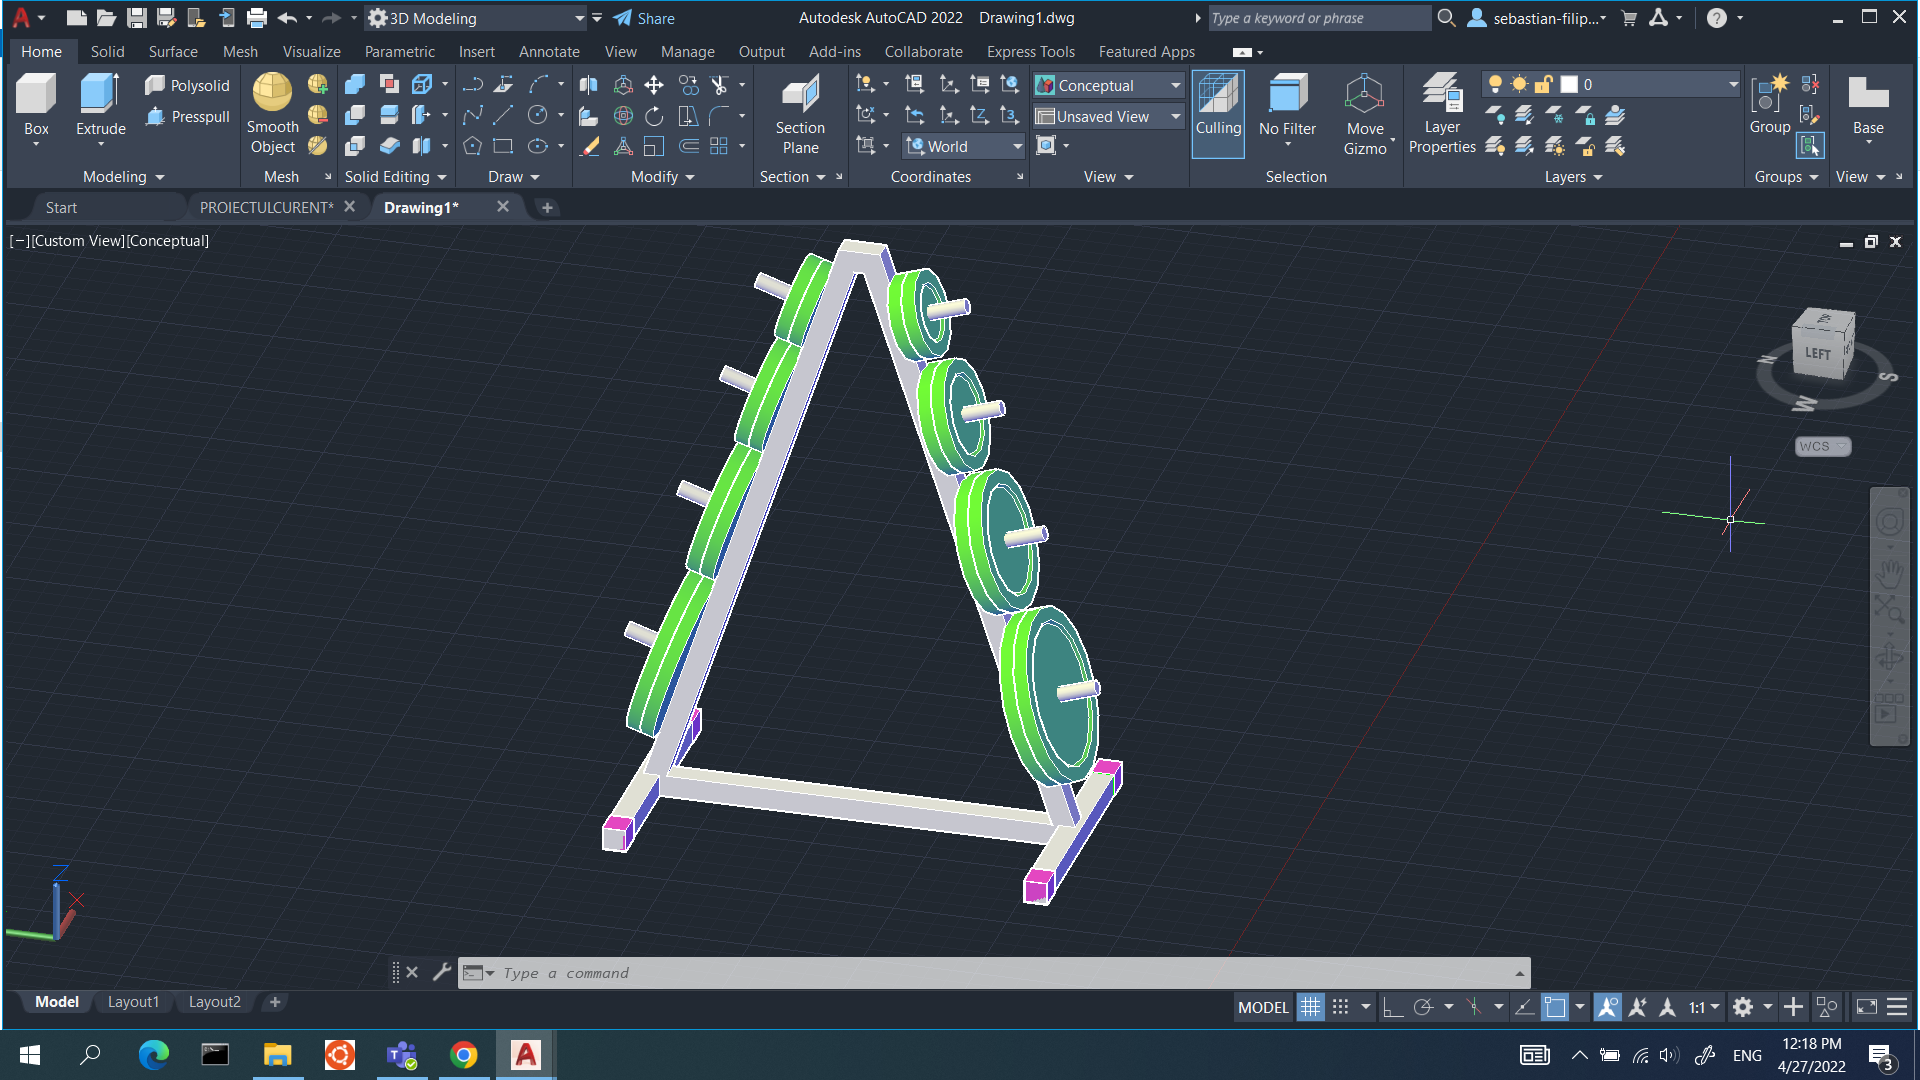 3D Modeling
Share
Autodesk AutoCAD 2022 Drawing1.dwg
Type a keyword or phrase
sebastian-filip...
Home Solid Surface Mesh Visualize Parametric Insert Annotate View Manage Output Add-ins Collaborate Express Tools Featured Apps
Box
Extrude
Polysolid
Presspull
Modeling
Smooth
Object
Mesh
Solid Editing
Draw
Modify
Section
Plane
Section
World
Coordinates
Conceptual
Unsaved View
View
Culling
No Filter
Move
Gizmo
Selection
Layer
Properties
0
Layers
Group
Groups
Base
View
Start PROIECTULCURENT* Drawing1*
[−][Custom View][Conceptual]
LEFT
N
S
W
WCS
Z
X
Type a command
Model Layout1 Layout2
MODEL
1:1
ENG
12:18 PM
4/27/2022
3